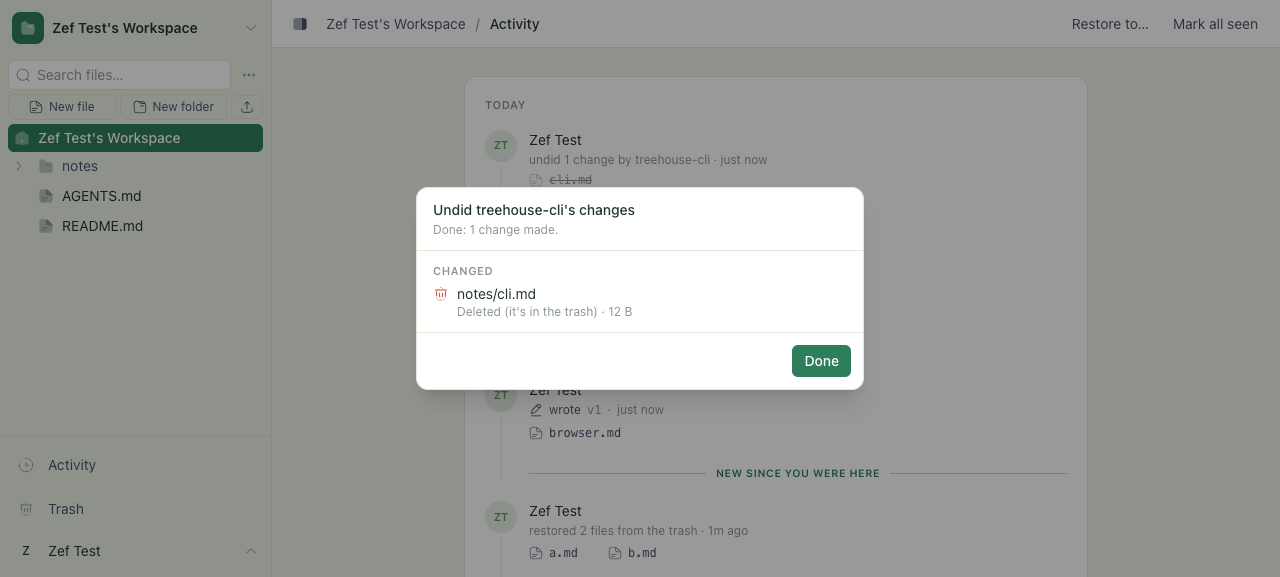 Zef Test's Workspace
Search files...
New file
New folder
Zef Test's Workspace
notes
AGENTS.md
README.md
Activity
Trash
Z
Zef Test
Zef Test's Workspace / Activity
Restore to...
Mark all seen
TODAY
ZT
Zef Test
undid 1 change by treehouse-cli · just now
cli.md
Undid treehouse-cli's changes
Done: 1 change made.
CHANGED
notes/cli.md
Deleted (it's in the trash) · 12 B
Done
ZT
Zef Test
wrote v1 · just now
browser.md
NEW SINCE YOU WERE HERE
ZT
Zef Test
restored 2 files from the trash · 1m ago
a.md b.md